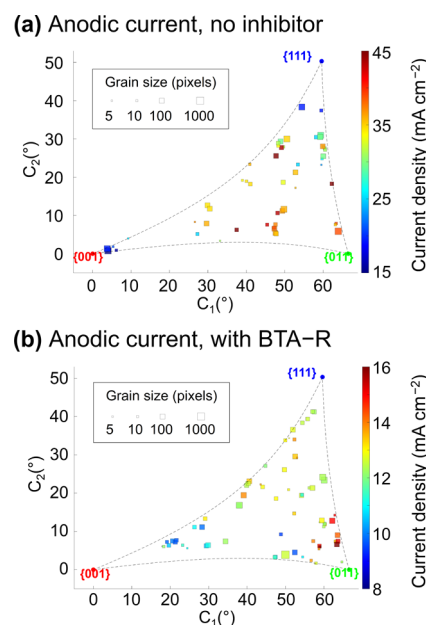 (a) Anodic current, no inhibitor
Grain size (pixels)
5 10 100 1000
{111}
{001}
{011}
50
40
30
20
10
0
C₂(°)
0 10 20 30 40 50 60
C₁(°)
45
35
25
15
Current density (mA cm⁻²)
(b) Anodic current, with BTA−R
Grain size (pixels)
5 10 100 1000
{111}
{001}
{011}
50
40
30
20
10
0
C₂(°)
0 10 20 30 40 50 60
C₁(°)
16
14
12
10
8
Current density (mA cm⁻²)